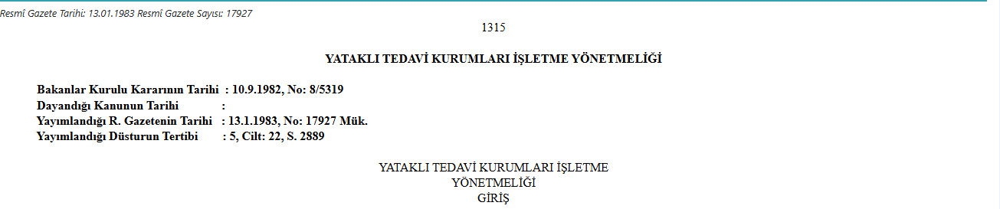 Resmî Gazete Tarihi: 13.01.1983 Resmî Gazete Sayısı: 17927
1315
YATAKLI TEDAVİ KURUMLARI İŞLETME YÖNETMELİĞİ
Bakanlar Kurulu Kararının Tarihi : 10.9.1982, No: 8/5319
Dayandığı Kanunun Tarihi :
Yayımlandığı R. Gazetenin Tarihi : 13.1.1983, No: 17927 Mük.
Yayımlandığı Düsturun Tertibi : 5, Cilt: 22, S. 2889
YATAKLI TEDAVİ KURUMLARI İŞLETME
YÖNETMELİĞİ
GİRİŞ